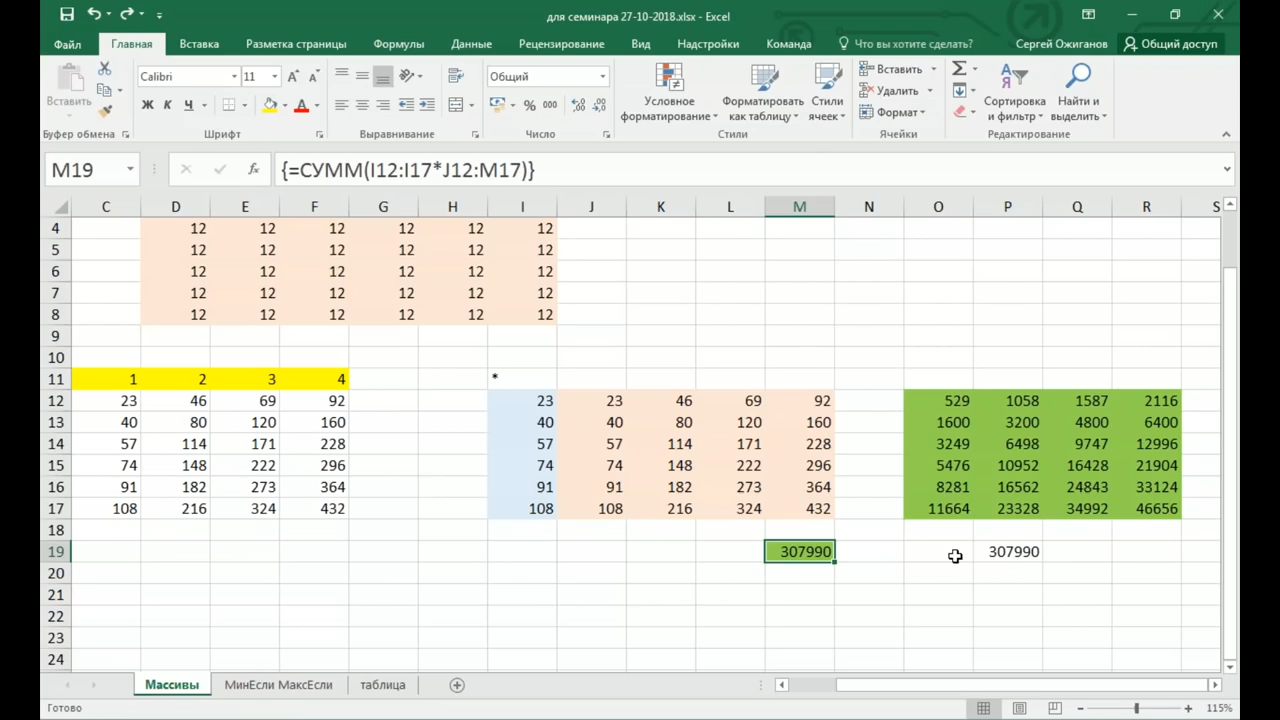 для семинара 27-10-2018.xlsx - Excel
Файл Главная Вставка Разметка страницы Формулы Данные Рецензирование Вид Надстройки Команда Что вы хотите сделать? Сергей Ожиганов Общий доступ
Вставить
Calibri 11
Ж К Ч
Общий
% 000
Условное форматирование
Форматировать как таблицу
Стили ячеек
Вставить
Удалить
Формат
Сортировка и фильтр
Найти и выделить
Буфер обмена Шрифт Выравнивание Число Стили Ячейки Редактирование
M19 fx {=СУММ(I12:I17*J12:M17)}
C D E F G H I J K L M N O P Q R S
4 12 12 12 12 12 12
5 12 12 12 12 12 12
6 12 12 12 12 12 12
7 12 12 12 12 12 12
8 12 12 12 12 12 12
9
10
11 1 2 3 4 *
12 23 46 69 92 23 23 46 69 92 529 1058 1587 2116
13 40 80 120 160 40 40 80 120 160 1600 3200 4800 6400
14 57 114 171 228 57 57 114 171 228 3249 6498 9747 12996
15 74 148 222 296 74 74 148 222 296 5476 10952 16428 21904
16 91 182 273 364 91 91 182 273 364 8281 16562 24843 33124
17 108 216 324 432 108 108 216 324 432 11664 23328 34992 46656
18
19 307990 307990
20
21
22
23
24
Массивы МинЕсли МаксЕсли таблица
Готово 115%